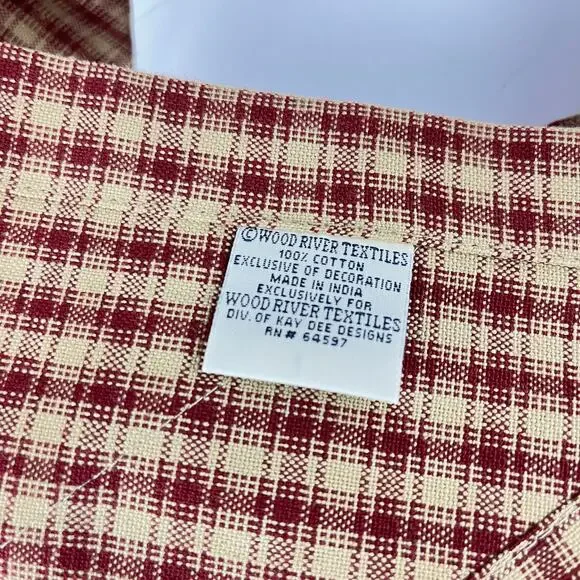 ©WOOD RIVER TEXTILES
100% COTTON
EXCLUSIVE OF DECORATION
MADE IN INDIA
EXCLUSIVELY FOR
WOOD RIVER TEXTILES
DIV. OF KAY DEE DESIGNS
RN# 64597